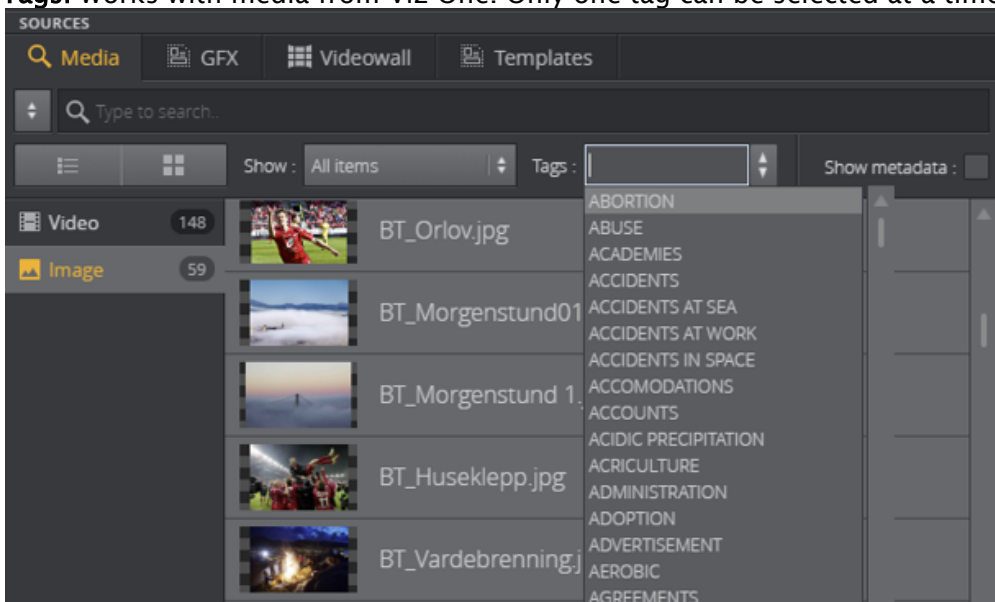 Tags: Works with media from Viz One. Only one tag can be selected at a time
SOURCES
Media GFX Videowall Templates
Type to search..
Show : All items Tags : Show metadata :
Video 148
Image 59
BT_Orlov.jpg
BT_Morgenstund01
BT_Morgenstund 1.
BT_Huseklepp.jpg
BT_Vardebrenning.j
ABORTION
ABUSE
ACADEMIES
ACCIDENTS
ACCIDENTS AT SEA
ACCIDENTS AT WORK
ACCIDENTS IN SPACE
ACCOMODATIONS
ACCOUNTS
ACIDIC PRECIPITATION
ACRICULTURE
ADMINISTRATION
ADOPTION
ADVERTISEMENT
AEROBIC
AGREEMENTS